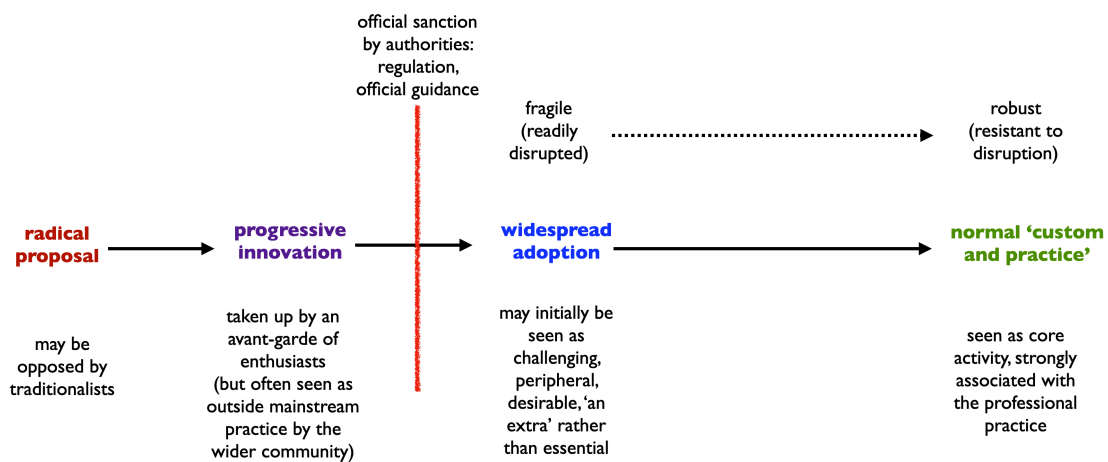 official sanction
by authorities:
regulation,
official guidance
fragile
(readily
disrupted)
robust
(resistant to
disruption)
radical
proposal
progressive
innovation
widespread
adoption
normal ‘custom
and practice’
may be
opposed by
traditionalists
taken up by an
avant-garde of
enthusiasts
(but often seen as
outside mainstream
practice by the
wider community)
may initially be
seen as
challenging,
peripheral,
desirable, ‘an
extra’ rather
than essential
seen as core
activity, strongly
associated with
the professional
practice